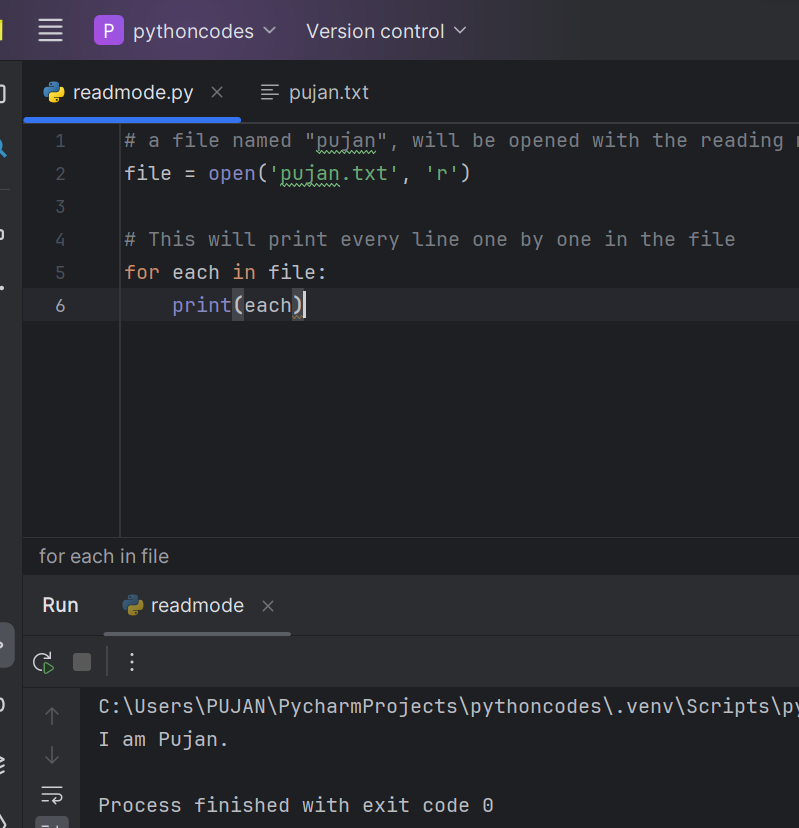 P pythoncodes Version control
readmode.py pujan.txt
1 # a file named "pujan", will be opened with the reading
2 file = open('pujan.txt', 'r')
3
4 # This will print every line one by one in the file
5 for each in file:
6 print(each)
for each in file
Run readmode
C:\Users\PUJAN\PycharmProjects\pythoncodes\.venv\Scripts\py
I am Pujan.
Process finished with exit code 0